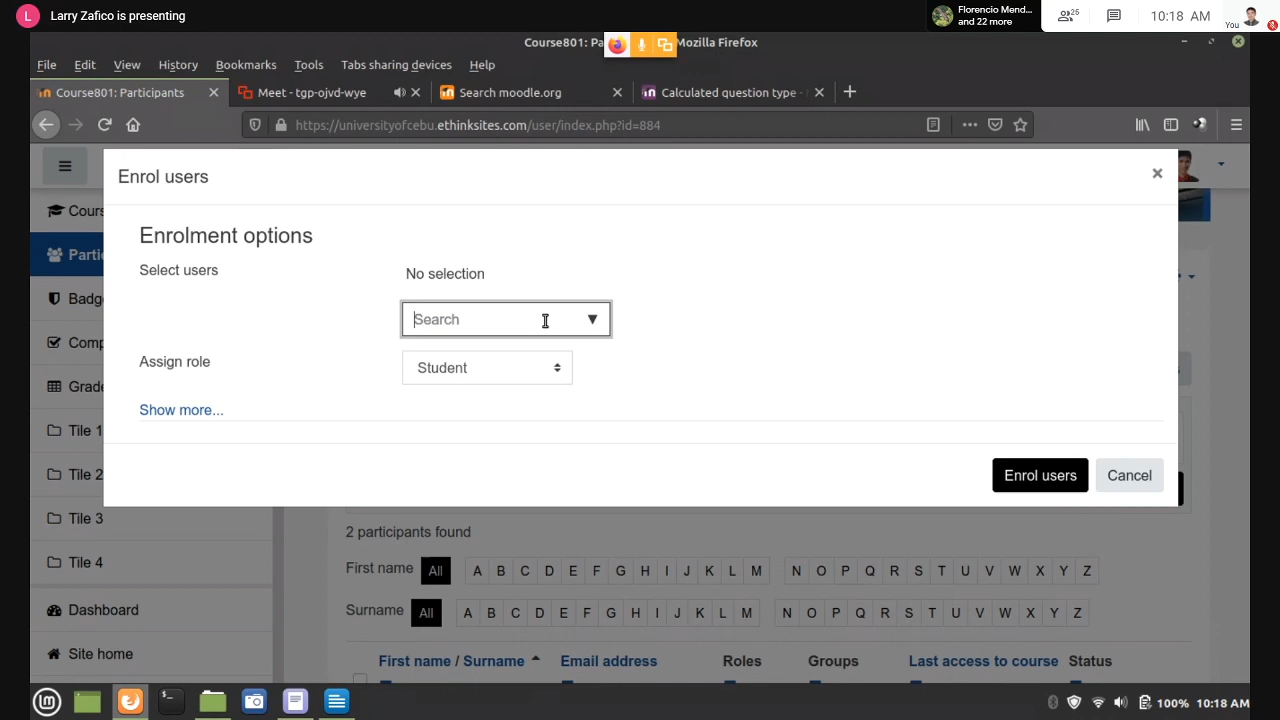 L Larry Zafico is presenting
Florencio Mend...
and 22 more
25
10:18 AM
You
Course801: Pa Mozilla Firefox
File Edit View History Bookmarks Tools Tabs sharing devices Help
Course801: Participants
Meet - tgp-ojvd-wye
Search moodle.org
Calculated question type -
https://universityofcebu.ethinksites.com/user/index.php?id=884
Enrol users
Enrolment options
Select users
No selection
Search
Assign role
Student
Show more...
Enrol users
Cancel
Cours
Partic
Badg
Comp
Grade
Tile 1
Tile 2
Tile 3
Tile 4
Dashboard
Site home
2 participants found
First name All A B C D E F G H I J K L M N O P Q R S T U V W X Y Z
Surname All A B C D E F G H I J K L M N O P Q R S T U V W X Y Z
First name / Surname Email address Roles Groups Last access to course Status
100% 10:18 AM